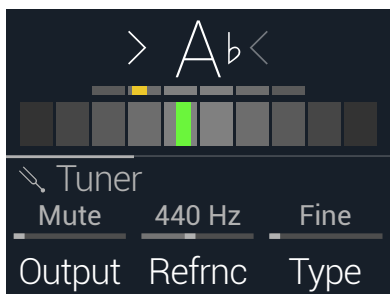 > A♭ <
Tuner
Mute 440 Hz Fine
Output Refrnc Type